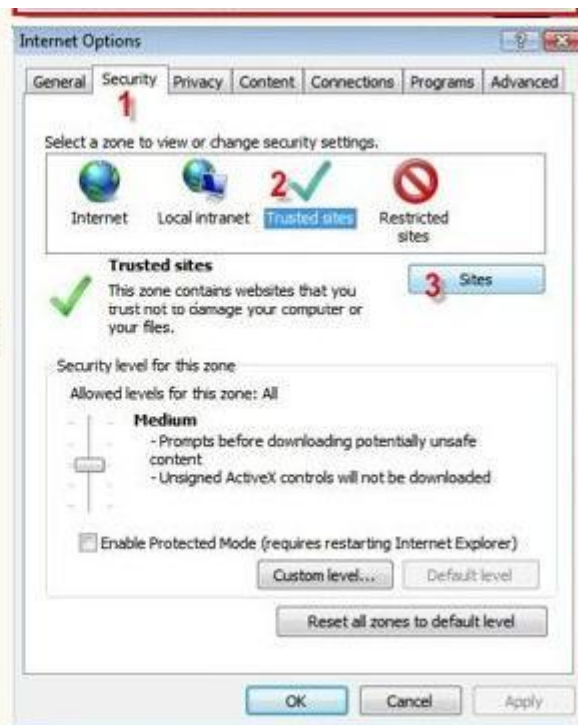 Internet Options
General Security Privacy Content Connections Programs Advanced
1
Select a zone to view or change security settings.
2
Internet Local intranet Trusted sites Restricted sites
Trusted sites
3 Sites
This zone contains websites that you
trust not to damage your computer or
your files.
Security level for this zone
Allowed levels for this zone: All
Medium
- Prompts before downloading potentially unsafe
content
- Unsigned ActiveX controls will not be downloaded
Enable Protected Mode (requires restarting Internet Explorer)
Custom level... Default level
Reset all zones to default level
OK Cancel Apply